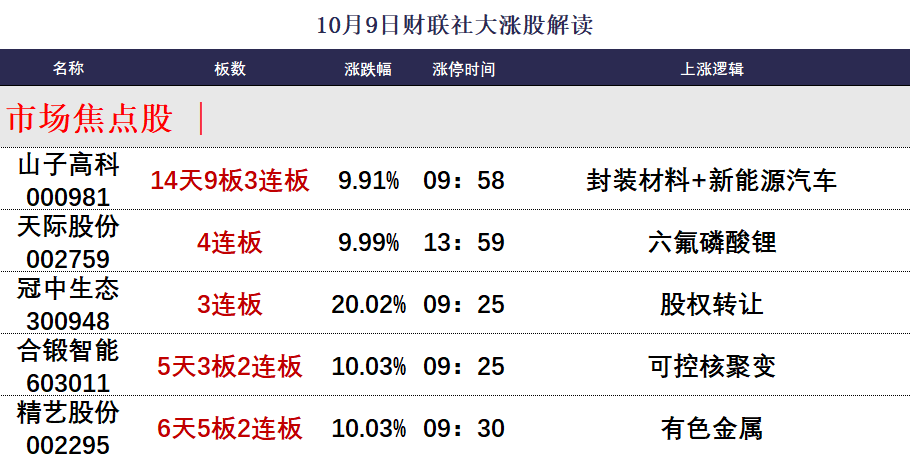 10月9日财联社大涨股解读
名称 板数 涨跌幅 涨停时间 上涨逻辑
市场焦点股
山子高科
000981 14天9板3连板 9.91% 09：58 封装材料+新能源汽车
天际股份
002759 4连板 9.99% 13：59 六氟磷酸锂
冠中生态
300948 3连板 20.02% 09：25 股权转让
合锻智能
603011 5天3板2连板 10.03% 09：25 可控核聚变
精艺股份
002295 6天5板2连板 10.03% 09：30 有色金属